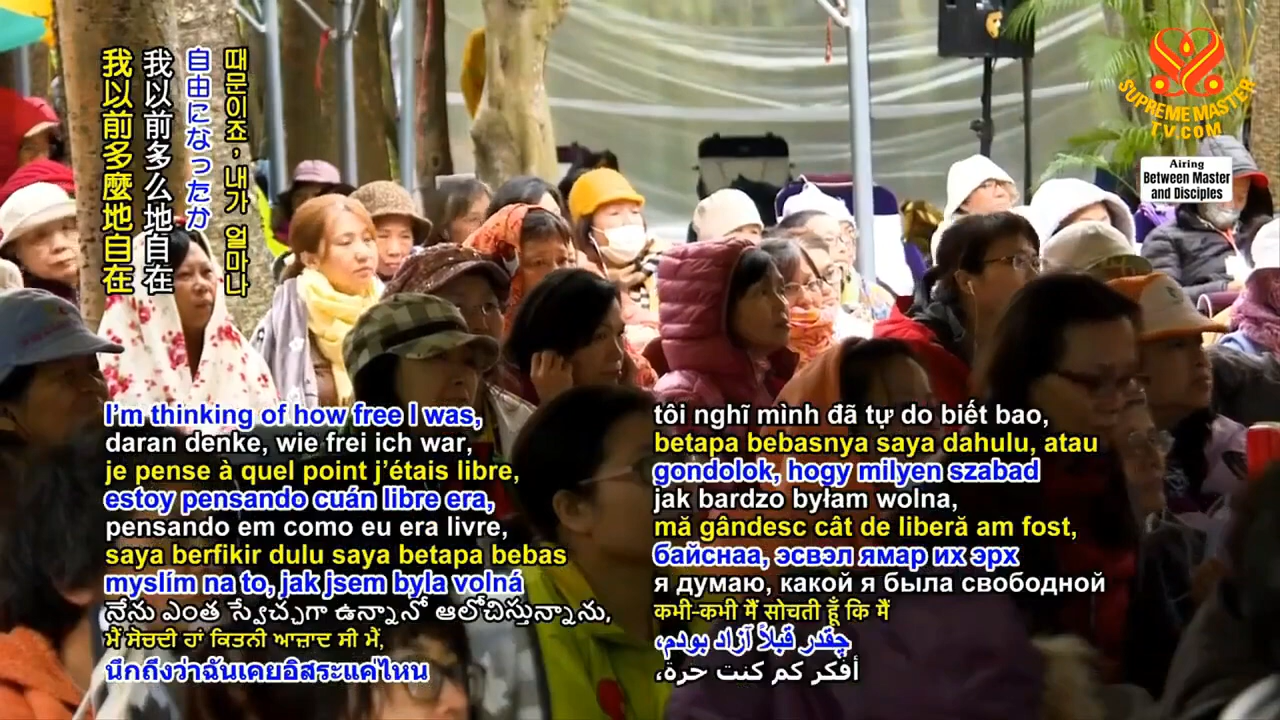 때문이죠, 내가 얼마나
自由になったか
我以前多么地自在
我以前多麼地自在
SUPREME MASTER
TV.COM
Airing
Between Master
and Disciples
I'm thinking of how free I was,
daran denke, wie frei ich war,
je pense à quel point j'étais libre,
estoy pensando cuán libre era,
pensando em como eu era livre,
saya berfikir dulu saya betapa bebas
myslím na to, jak jsem byla volná
నేను ఎంత స్వేచ్ఛగా ఉన్నానో ఆలోచిస్తున్నాను,
ਮੈਂ ਸੋਚਦੀ ਹਾਂ ਕਿਤਨੀ ਆਜ਼ਾਦ ਸੀ ਮੈਂ,
นึกถึงว่าฉันเคยอิสระแค่ไหน
tôi nghĩ mình đã tự do biết bao,
betapa bebasnya saya dahulu, atau
gondolok, hogy milyen szabad
jak bardzo byłam wolna,
mă gândesc cât de liberă am fost,
байснаа, эсвэл ямар их эрх
я думаю, какой я была свободной
कभी-कभी मैं सोचती हूँ कि मैं
چقدر قبلاً آزاد بودم،
أفكر كم كنت حرة،